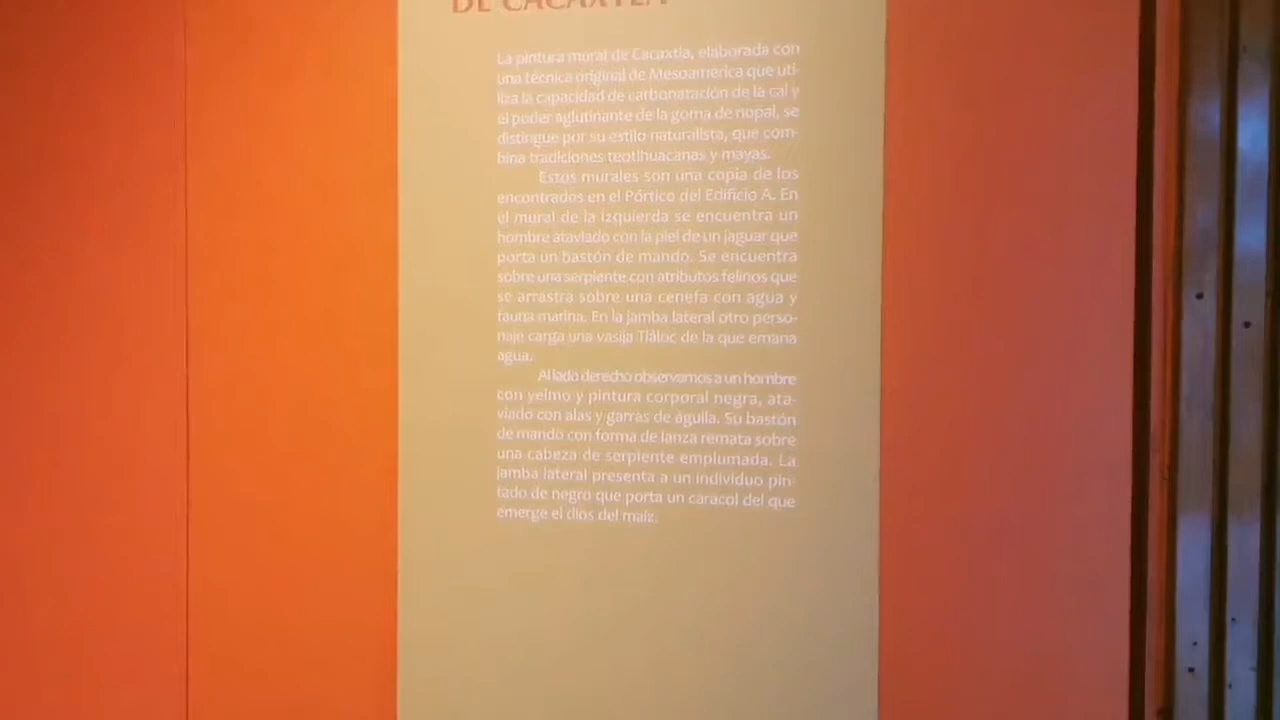 DE CACAXTLA
La pintura mural de Cacaxtla, elaborada con
una técnica original de Mesoamérica que uti-
liza la capacidad de carbonatación de la cal y
el poder aglutinante de la goma de nopal, se
distingue por su estilo naturalista, que com-
bina tradiciones teotihuacanas y mayas.
Estos murales son una copia de los
encontrados en el Pórtico del Edificio A. En
el mural de la izquierda se encuentra un
hombre ataviado con la piel de un jaguar que
porta un bastón de mando. Se encuentra
sobre una serpiente con atributos felinos que
se arrastra sobre una cenefa con agua y
fauna marina. En la jamba lateral otro perso-
naje carga una vasija Tláloc de la que emana
agua.
Al lado derecho observamos a un hombre
con yelmo y pintura corporal negra, ata-
viado con alas y garras de águila. Su bastón
de mando con forma de lanza remata sobre
una cabeza de serpiente emplumada. La
jamba lateral presenta a un individuo pin-
tado de negro que porta un caracol del que
emerge el dios del maíz.